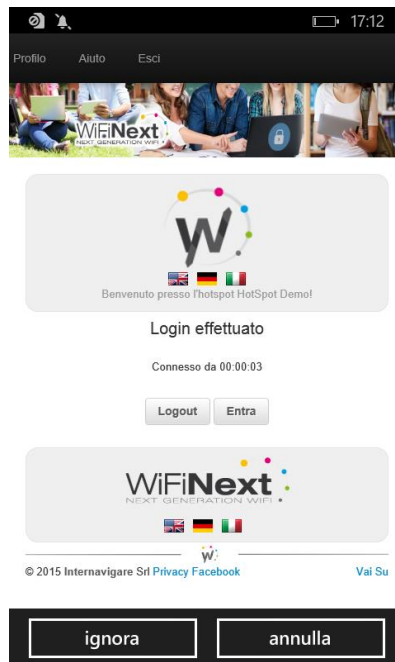 17:12
Profilo Aiuto Esci
WiFiNext
NEXT GENERATION WIFI
W
Benvenuto presso l'hotspot HotSpot Demo!
Login effettuato
Connesso da 00:00:03
Logout Entra
WiFiNext
NEXT GENERATION WIFI
W
© 2015 Internavigare Srl Privacy Facebook Vai Su
ignora annulla